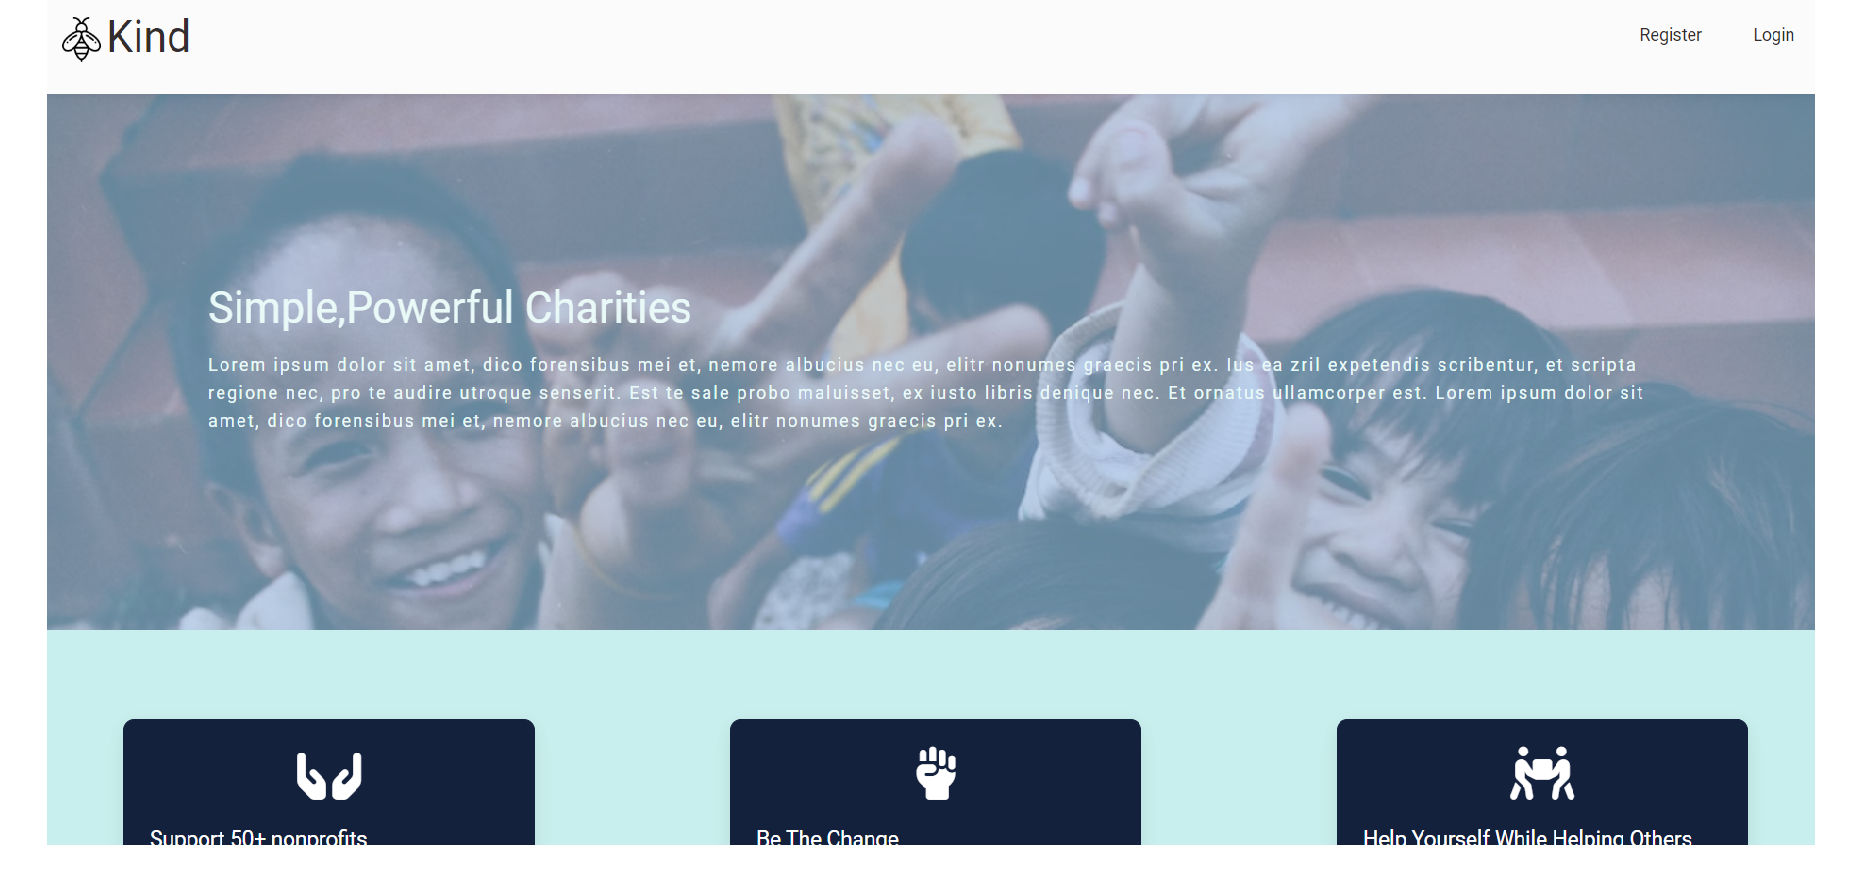 Kind
Register
Login
Simple,Powerful Charities
Lorem ipsum dolor sit amet, dico forensibus mei et, nemore albucius nec eu, elitr nonumes graecis pri ex. Ius ea zril expetendis scribentur, et scripta
regione nec, pro te audire utroque senserit. Est te sale probo maluisset, ex iusto libris denique nec. Et ornatus ullamcorper est. Lorem ipsum dolor sit
amet, dico forensibus mei et, nemore albucius nec eu, elitr nonumes graecis pri ex.
Support 50+ nonprofits
Be The Change
Help Yourself While Helping Others